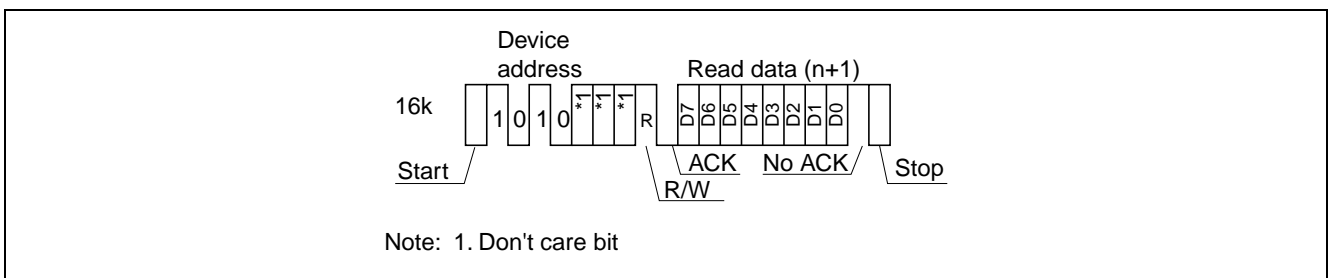 Device
address
Read data (n+1)
16k
1 0 1 0 *1 *1 *1 R D7 D6 D5 D4 D3 D2 D1 D0
Start
ACK
No ACK
Stop
R/W
Note: 1. Don't care bit